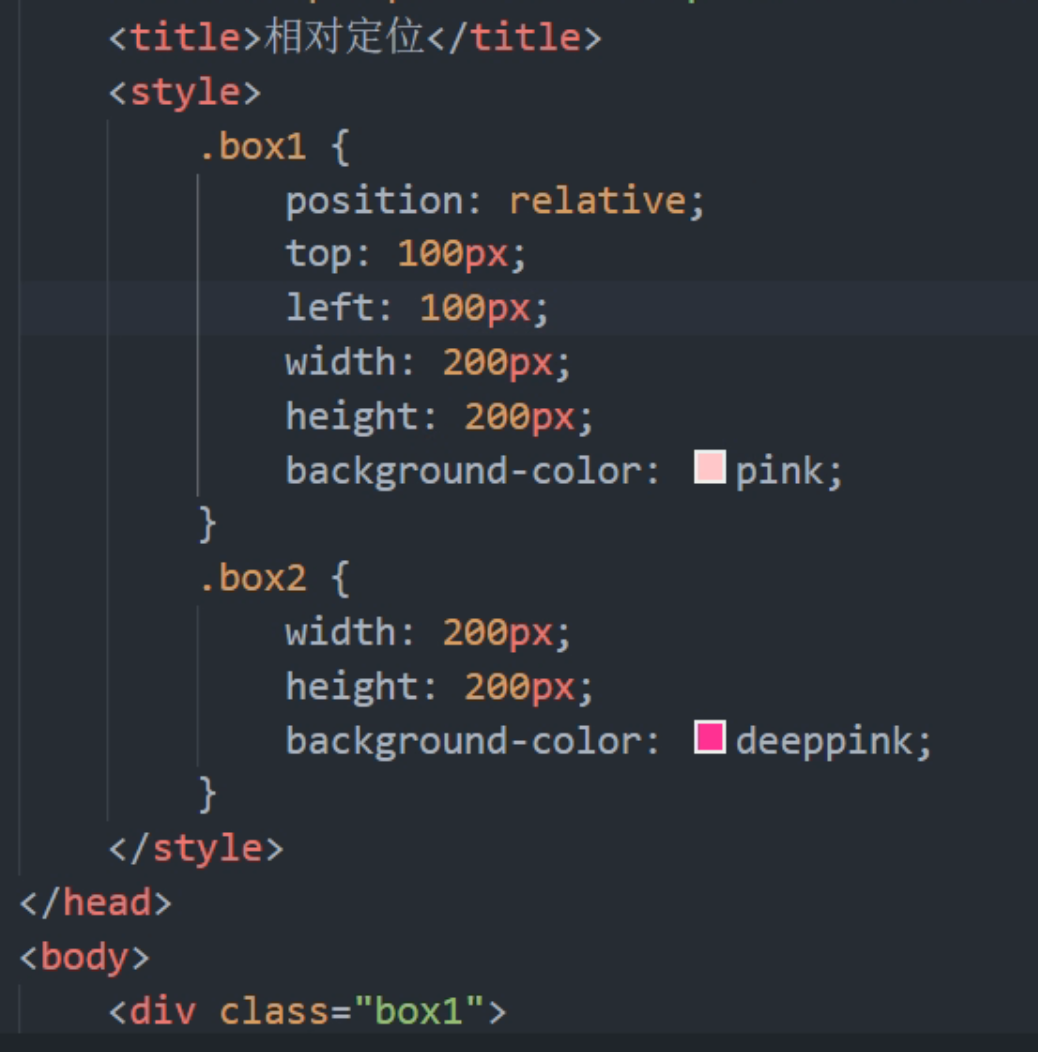 <title>相对定位</title>
<style>
.box1 {
position: relative;
top: 100px;
left: 100px;
width: 200px;
height: 200px;
background-color: pink;
}
.box2 {
width: 200px;
height: 200px;
background-color: deeppink;
}
</style>
</head>
<body>
<div class="box1">